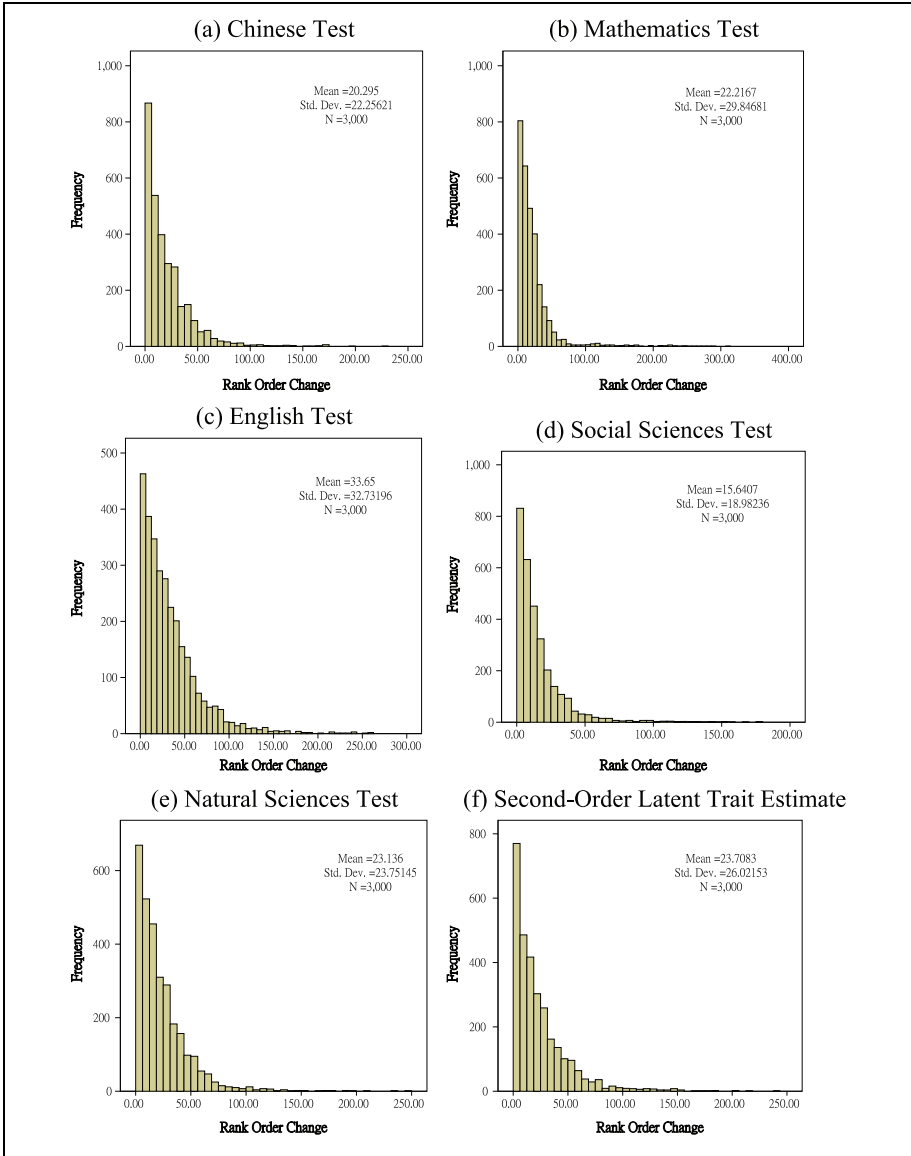 (a) Chinese Test
1,000
800
600
400
200
0
Frequency
Mean =20.295
Std. Dev. =22.25621
N =3,000
0.00 50.00 100.00 150.00 200.00 250.00
Rank Order Change
(b) Mathematics Test
1,000
800
600
400
200
0
Frequency
Mean =22.2167
Std. Dev. =29.84681
N =3,000
0.00 100.00 200.00 300.00 400.00
Rank Order Change
(c) English Test
500
400
300
200
100
0
Frequency
Mean =33.65
Std. Dev. =32.73196
N =3,000
0.00 50.00 100.00 150.00 200.00 250.00 300.00
Rank Order Change
(d) Social Sciences Test
1,000
800
600
400
200
0
Frequency
Mean =15.6407
Std. Dev. =18.98236
N =3,000
0.00 50.00 100.00 150.00 200.00
Rank Order Change
(e) Natural Sciences Test
600
400
200
0
Frequency
Mean =23.136
Std. Dev. =23.75145
N =3,000
0.00 50.00 100.00 150.00 200.00 250.00
Rank Order Change
(f) Second-Order Latent Trait Estimate
800
600
400
200
0
Frequency
Mean =23.7083
Std. Dev. =26.02153
N =3,000
0.00 50.00 100.00 150.00 200.00 250.00
Rank Order Change